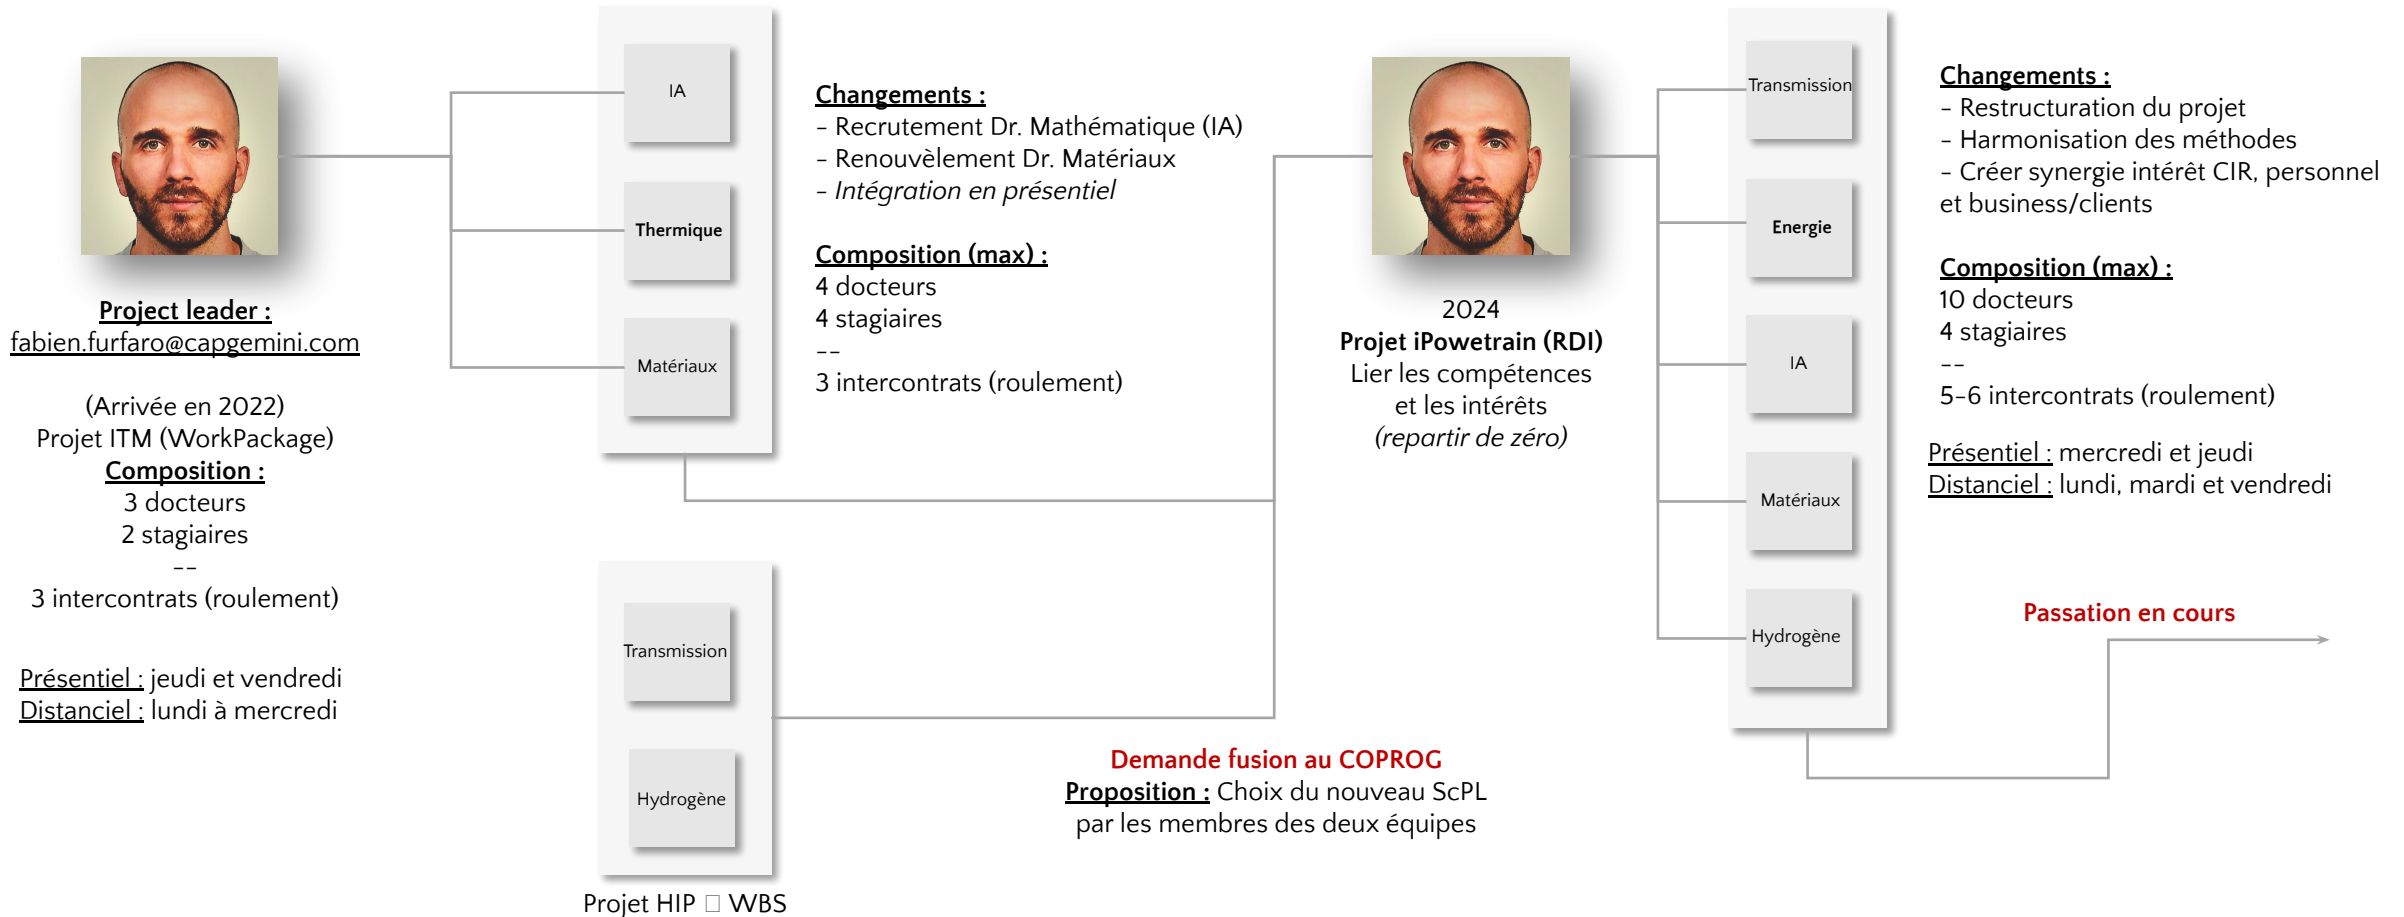 Project leader :
fabien.furfaro@capgemini.com
(Arrivée en 2022)
Projet ITM (WorkPackage)
Composition :
3 docteurs
2 stagiaires
--
3 intercontrats (roulement)
Présentiel : jeudi et vendredi
Distanciel : lundi à mercredi
IA
Thermique
Matériaux
Changements :
- Recrutement Dr. Mathématique (IA)
- Renouvèlement Dr. Matériaux
- Intégration en présentiel
Composition (max) :
4 docteurs
4 stagiaires
--
3 intercontrats (roulement)
Transmission
Hydrogène
Projet HIP □ WBS
Demande fusion au COPROG
Proposition : Choix du nouveau ScPL
par les membres des deux équipes
2024
Projet iPowetrain (RDI)
Lier les compétences
et les intérêts
(repartir de zéro)
Transmission
Energie
IA
Matériaux
Hydrogène
Changements :
- Restructuration du projet
- Harmonisation des méthodes
- Créer synergie intérêt CIR, personnel
et business/clients
Composition (max) :
10 docteurs
4 stagiaires
--
5-6 intercontrats (roulement)
Présentiel : mercredi et jeudi
Distanciel : lundi, mardi et vendredi
Passation en cours